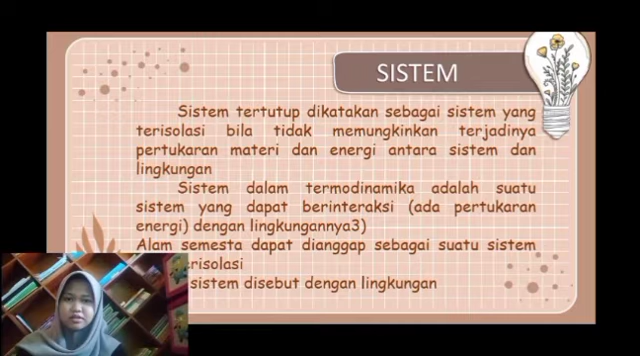 SISTEM
Sistem tertutup dikatakan sebagai sistem yang
terisolasi bila tidak memungkinkan terjadinya
pertukaran materi dan energi antara sistem dan
lingkungan
Sistem dalam termodinamika adalah suatu
sistem yang dapat berinteraksi (ada pertukaran
energi) dengan lingkungannya3)
Alam semesta dapat dianggap sebagai suatu sistem
erisolasi
sistem disebut dengan lingkungan